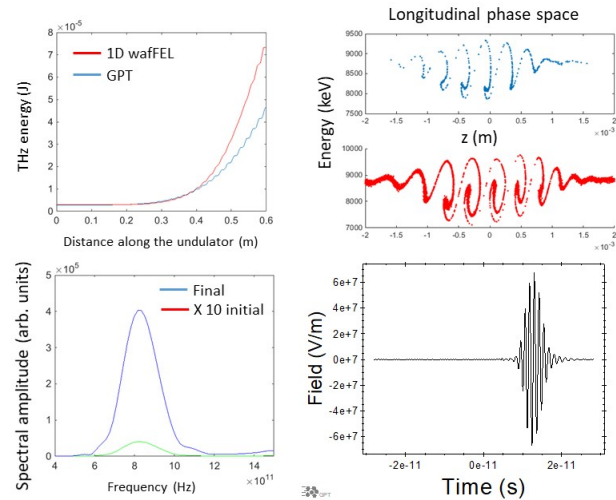 × 10⁻⁵
8
7
6
5
4
3
2
1
0
THz energy (J)
1D wafFEL
GPT
0 0.1 0.2 0.3 0.4 0.5 0.6
Distance along the undulator (m)
Longitudinal phase space
Energy (keV)
9500
9000
8500
8000
7500
-2 -1.5 -1 -0.5 0 0.5 1 1.5 2
z (m)
× 10⁻³
10000
9000
8000
7000
-2 -1.5 -1 -0.5 0 0.5 1 1.5 2
× 10⁻³
× 10⁵
5
4
3
2
1
0
Spectral amplitude (arb. units)
Final
X 10 initial
4 6 8 10 12 14
× 10¹¹
Frequency (Hz)
Field (V/m)
6e+7
4e+7
2e+7
0e+7
-2e+7
-4e+7
-6e+7
-2e-11 0e-11 2e-11
Time (s)
GPT